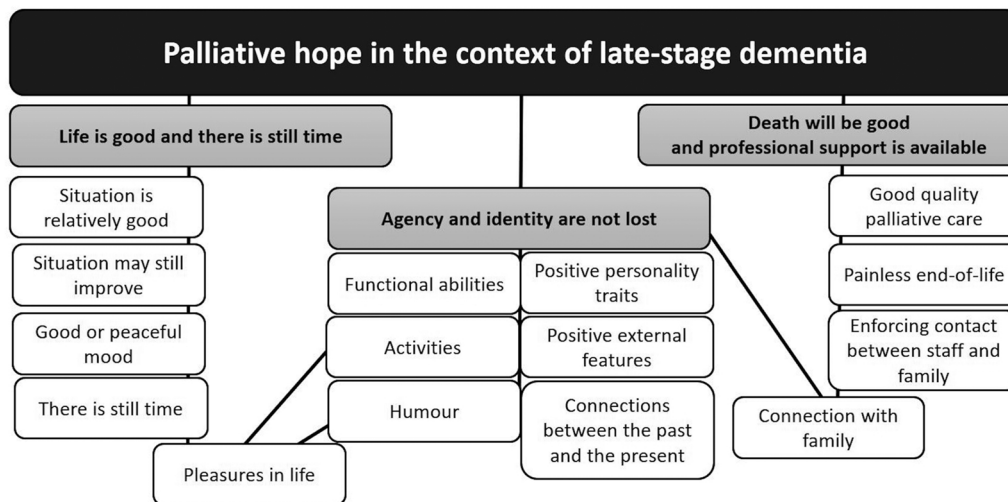 Palliative hope in the context of late-stage dementia
Life is good and there is still time
Situation is
relatively good
Situation may still
improve
Good or peaceful
mood
There is still time
Pleasures in life
Agency and identity are not lost
Functional abilities
Activities
Humour
Positive personality
traits
Positive external
features
Connections
between the past
and the present
Death will be good
and professional support is available
Good quality
palliative care
Painless end-of-life
Enforcing contact
between staff and
family
Connection with
family